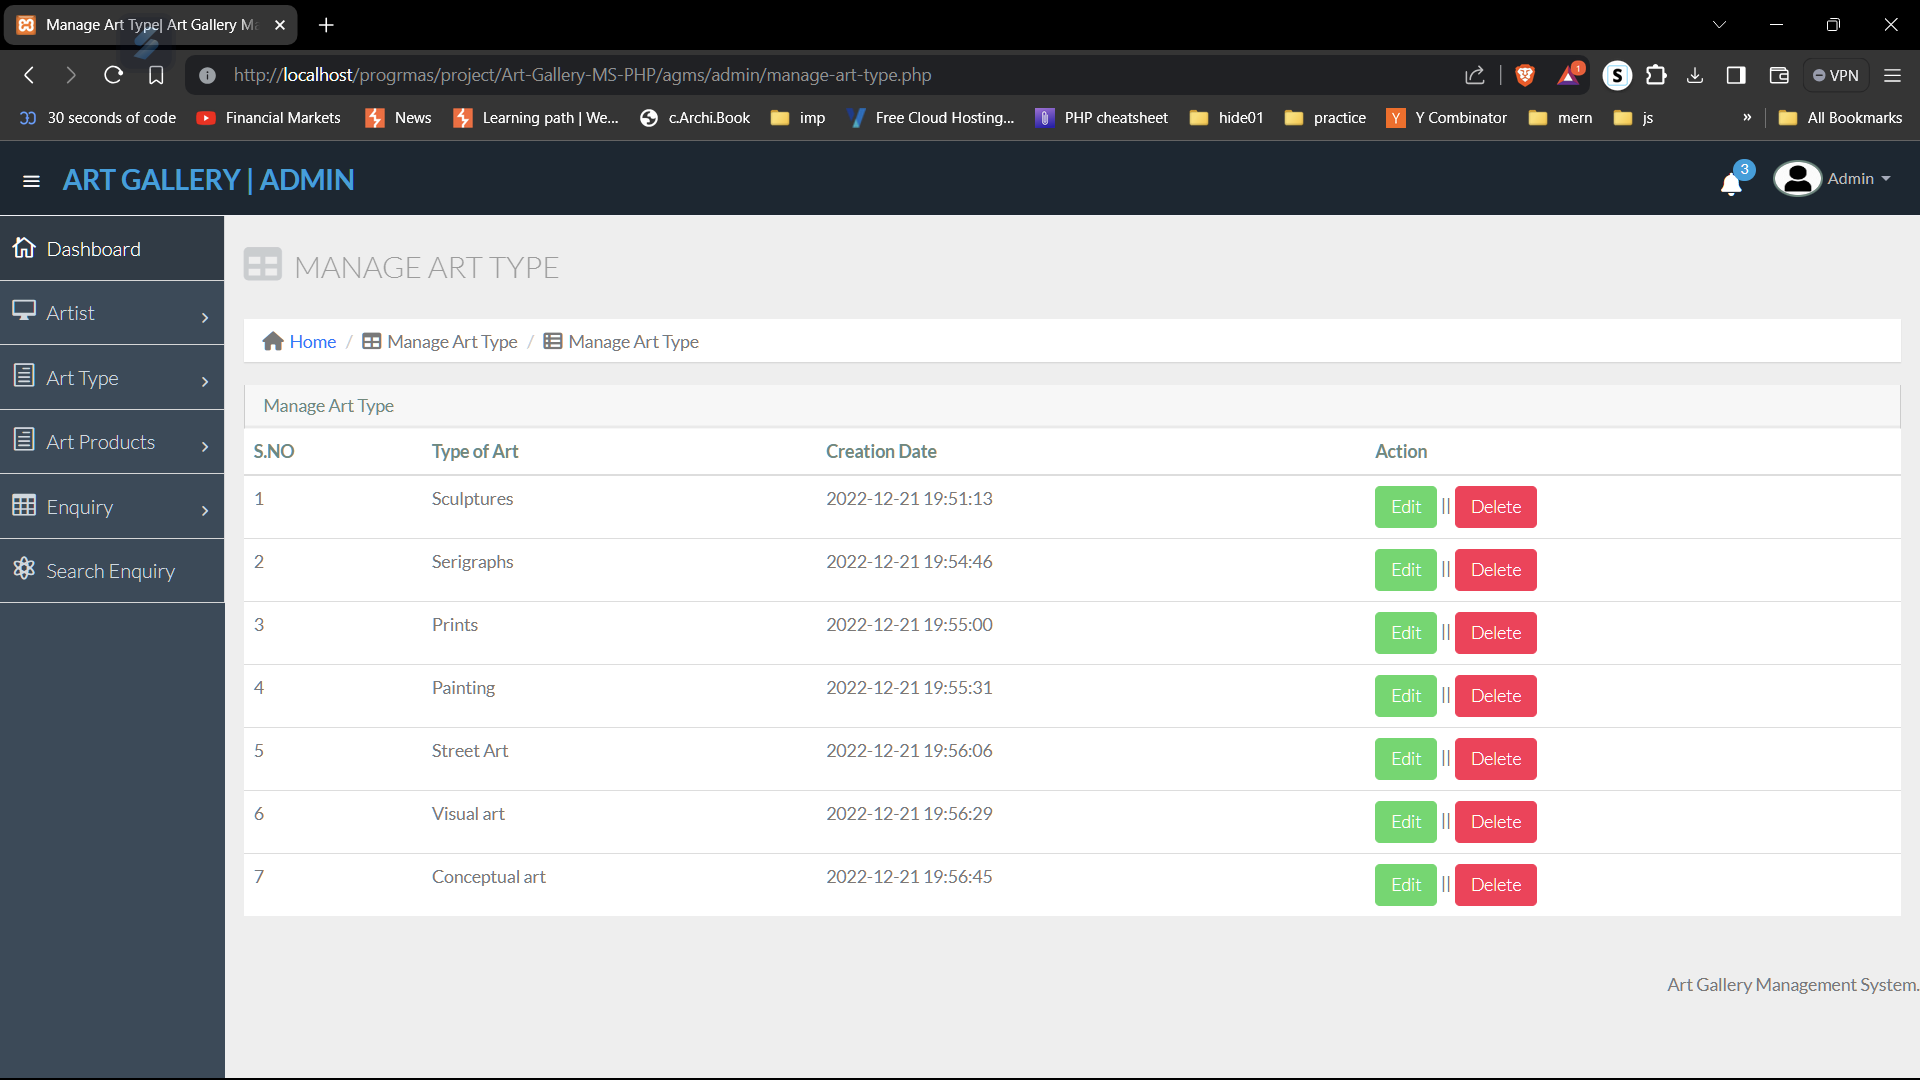 Manage Art Type| Art Gallery Ma
http://localhost/progrmas/project/Art-Gallery-MS-PHP/agms/admin/manage-art-type.php
1
S
VPN
30 seconds of code
Financial Markets
News
Learning path | We...
c.Archi.Book
imp
Free Cloud Hosting...
PHP cheatsheet
hide01
practice
Y Combinator
mern
js
»
All Bookmarks
ART GALLERY | ADMIN
3
Admin
Dashboard
Artist
Art Type
Art Products
Enquiry
Search Enquiry
MANAGE ART TYPE
Home / Manage Art Type / Manage Art Type
Manage Art Type
S.NO Type of Art Creation Date Action
1 Sculptures 2022-12-21 19:51:13 Edit || Delete
2 Serigraphs 2022-12-21 19:54:46 Edit || Delete
3 Prints 2022-12-21 19:55:00 Edit || Delete
4 Painting 2022-12-21 19:55:31 Edit || Delete
5 Street Art 2022-12-21 19:56:06 Edit || Delete
6 Visual art 2022-12-21 19:56:29 Edit || Delete
7 Conceptual art 2022-12-21 19:56:45 Edit || Delete
Art Gallery Management System.